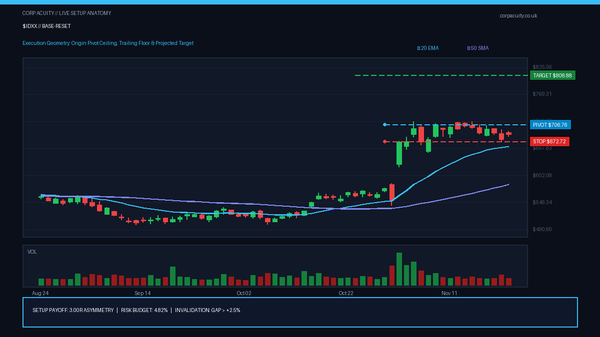 CORP ACUITY // LIVE SETUP ANATOMY
corpacuity.co.uk
$IDXX // BASE-RESET
Execution Geometry: Origin Pivot Ceiling, Trailing Floor & Projected Target
20 EMA
50 SMA
TARGET $808.88
PIVOT $706.76
STOP $672.72
VOL
Aug 24
Sep 14
Oct 02
Oct 22
Nov 11
SETUP PAYOFF: 3.00R ASYMMETRY | RISK BUDGET: 4.82% | INVALIDATION: GAP > +2.5%